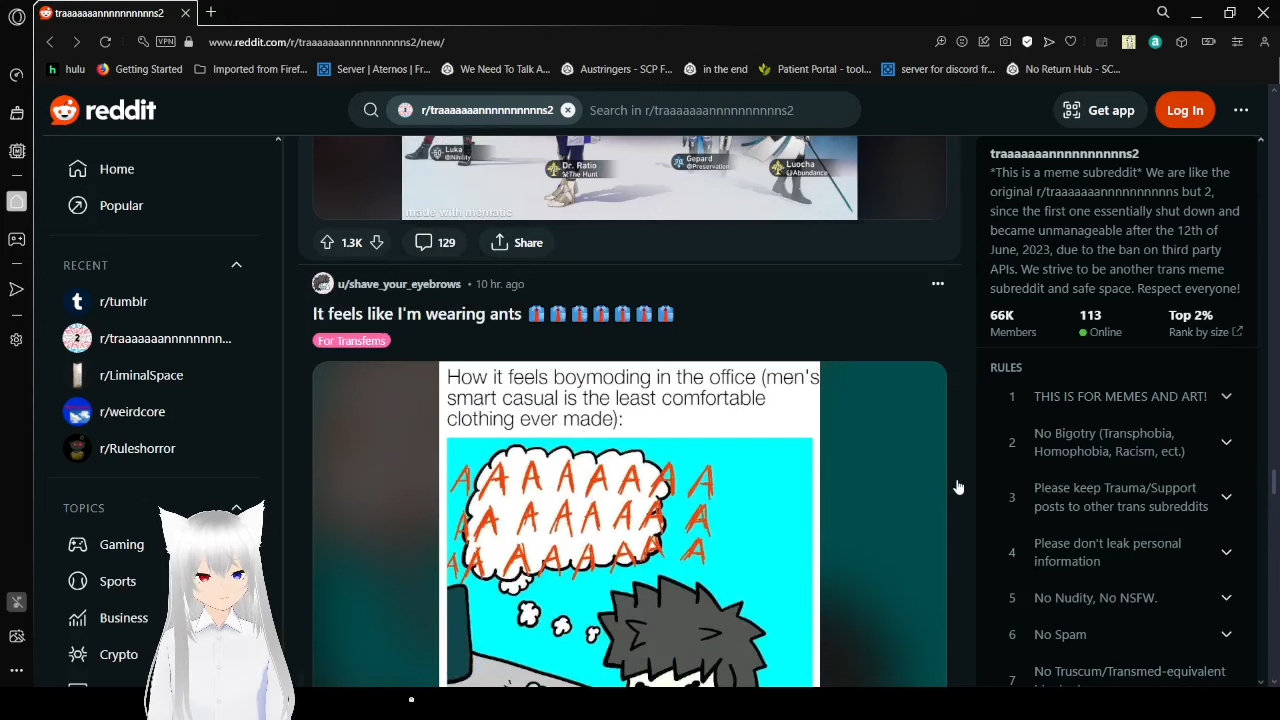 traaaaaaannnnnnnnnns2
www.reddit.com/r/traaaaaaannnnnnnnnns2/new/
VPN
hulu
Getting Started
Imported from Firef...
Server | Aternos | Fr...
We Need To Talk A...
Austringers - SCP F...
in the end
Patient Portal - tool...
server for discord fr...
No Return Hub - SC...
reddit
r/traaaaaaannnnnnnnnns2
Search in r/traaaaaaannnnnnnnnns2
Get app
Log In
Home
Popular
RECENT
r/tumblr
r/traaaaaaannnnnnn...
r/LiminalSpace
r/weirdcore
r/Ruleshorror
TOPICS
Gaming
Sports
Business
Crypto
Luka
@Nihility
Dr. Ratio
@The Hunt
Gepard
@Preservation
Luocha
@Abundance
made with mematic
1.3K
129
Share
u/shave_your_eyebrows • 10 hr. ago
It feels like I'm wearing ants
For Transfems
How it feels boymoding in the office (men's
smart casual is the least comfortable
clothing ever made):
A A A A A A A A
A A A A A A A A
A A A A A A A A
traaaaaaannnnnnnnnns2
*This is a meme subreddit* We are like the
original r/traaaaaaannnnnnnnnns but 2,
since the first one essentially shut down and
became unmanageable after the 12th of
June, 2023, due to the ban on third party
APIs. We strive to be another trans meme
subreddit and safe space. Respect everyone!
66K
Members
113
Online
Top 2%
Rank by size
RULES
1 THIS IS FOR MEMES AND ART!
2 No Bigotry (Transphobia,
Homophobia, Racism, ect.)
3 Please keep Trauma/Support
posts to other trans subreddits
4 Please don't leak personal
information
5 No Nudity, No NSFW.
6 No Spam
7 No Truscum/Transmed-equivalent